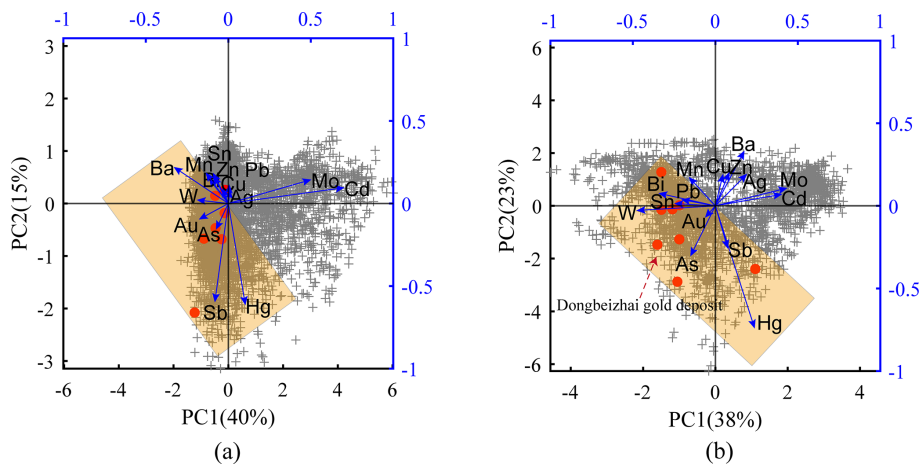 -1 -0.5 0 0.5 1
3
2
1
0
-1
-2
-3
PC2(15%)
1
0.5
0
-0.5
-1
Sn
Mn Zn Pb
Ba
Cu
W
Ag
Mo
Cd
Au
As
Sb
Hg
-6 -4 -2 0 2 4 6
PC1(40%)
(a)
-1 -0.5 0 0.5 1
6
4
2
0
-2
-4
-6
PC2(23%)
1
0.5
0
-0.5
-1
Ba
Mn Cu Zn
Ag
Bi Pb
Mo
Sn
Cd
W
Au
Sb
As
Dongbeizhai gold deposit
Hg
-4 -2 0 2 4
PC1(38%)
(b)